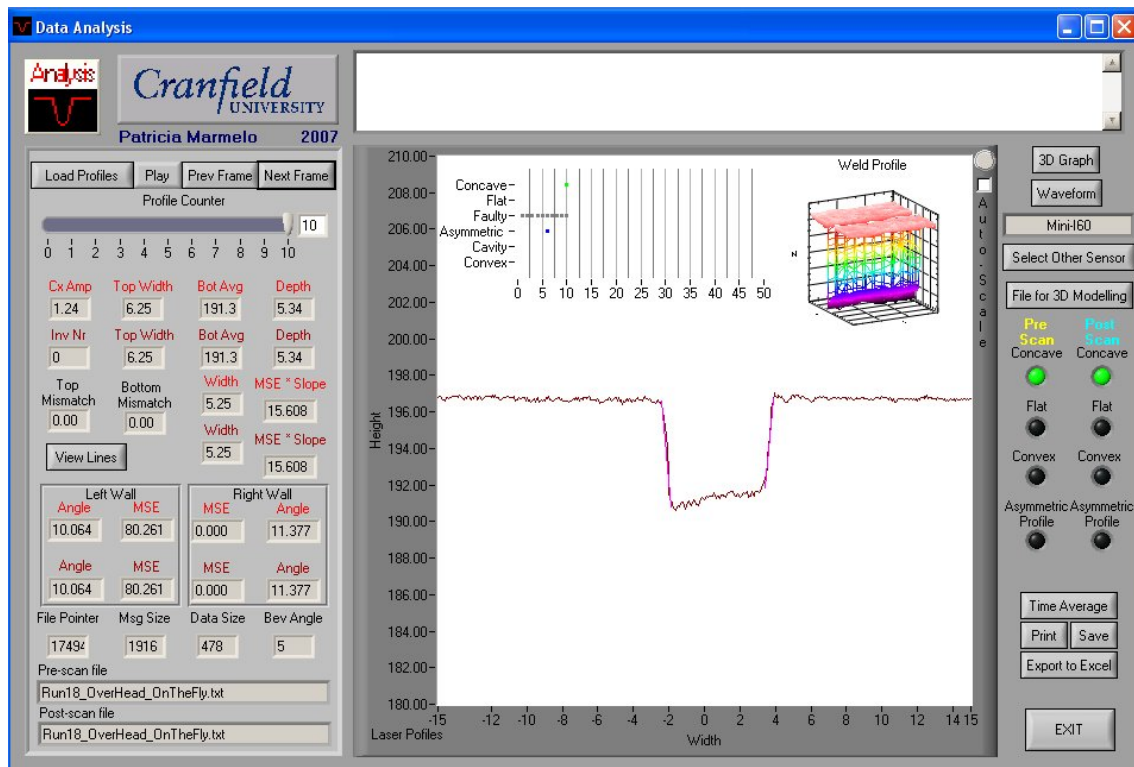 Data Analysis
Analysis
Cranfield
UNIVERSITY
Patricia Marmelo 2007
Load Profiles Play Prev Frame Next Frame
Profile Counter
10
0 1 2 3 4 5 6 7 8 9 10
Cx Amp Top Width Bot Avg Depth
1.24 6.25 191.3 5.34
Inv Nr Top Width Bot Avg Depth
0 6.25 191.3 5.34
Top Mismatch Bottom Mismatch Width MSE * Slope
0.00 0.00 5.25 15.608
Width MSE * Slope
View Lines 5.25 15.608
Left Wall Right Wall
Angle MSE MSE Angle
10.064 80.261 0.000 11.377
Angle MSE MSE Angle
10.064 80.261 0.000 11.377
File Pointer Msg Size Data Size Bev Angle
1916 478 5
Pre-scan file
Run18_OverHead_OnTheFly.txt
Post-scan file
Run18_OverHead_OnTheFly.txt
210.00
208.00
206.00
204.00
202.00
200.00
198.00
196.00
194.00
192.00
190.00
188.00
186.00
184.00
182.00
180.00
Height
-15 -12 -10 -8 -6 -4 -2 0 2 4 6 8 10 12 14 15
Width
Laser Pofiles
Concave
Flat
Faulty
Asymmetric
Cavity
Convex
0 5 10 15 20 25 30 35 40 45 50
Weld Profile
Z
Auto-Scale
3D Graph
Waveform
Mini-I60
Select Other Sensor
File for 3D Modelling
Pre Scan Post Scan
Concave Concave
Flat Flat
Convex Convex
Asymmetric Profile Asymmetric Profile
Time Average
Print Save
Export to Excel
EXIT